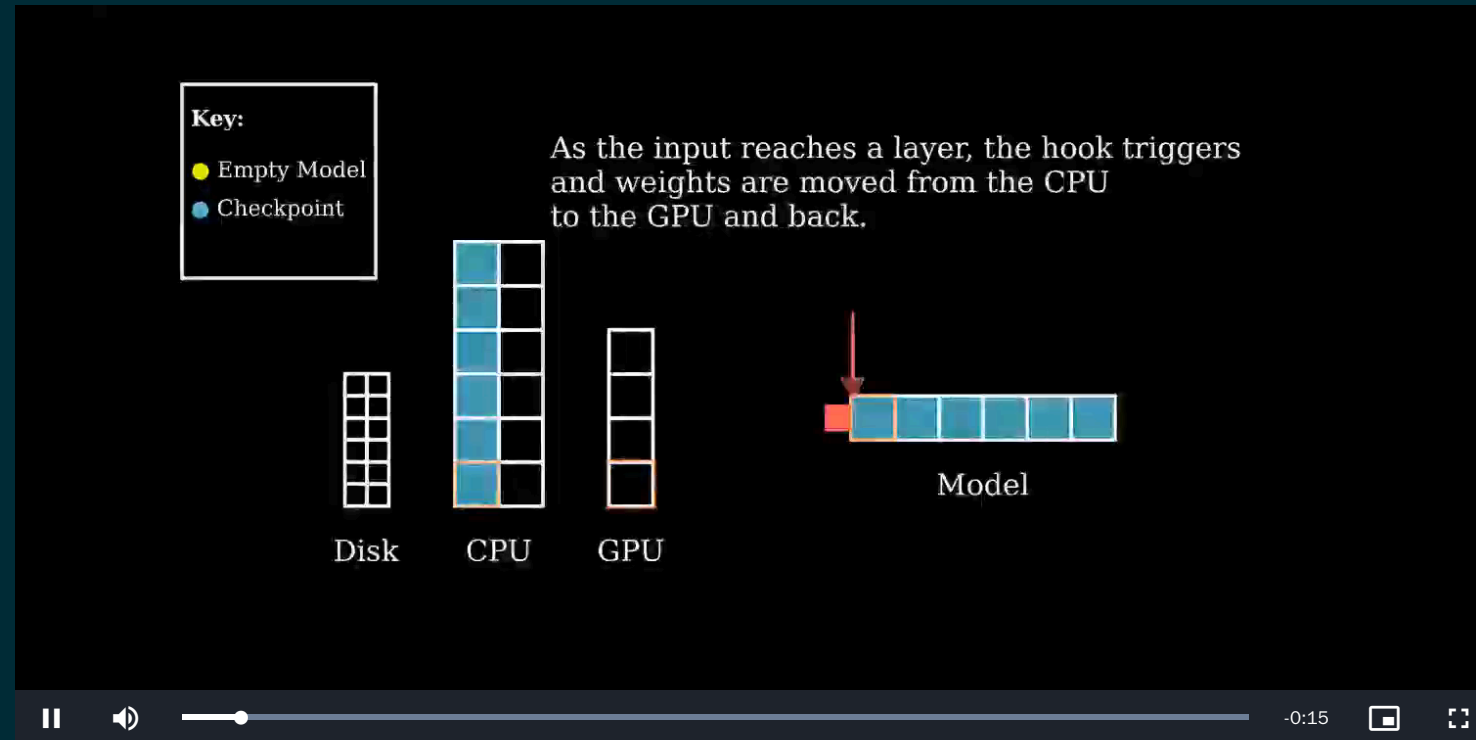 Key:
Empty Model
Checkpoint
As the input reaches a layer, the hook triggers
and weights are moved from the CPU
to the GPU and back.
Model
Disk
CPU
GPU
-0:15